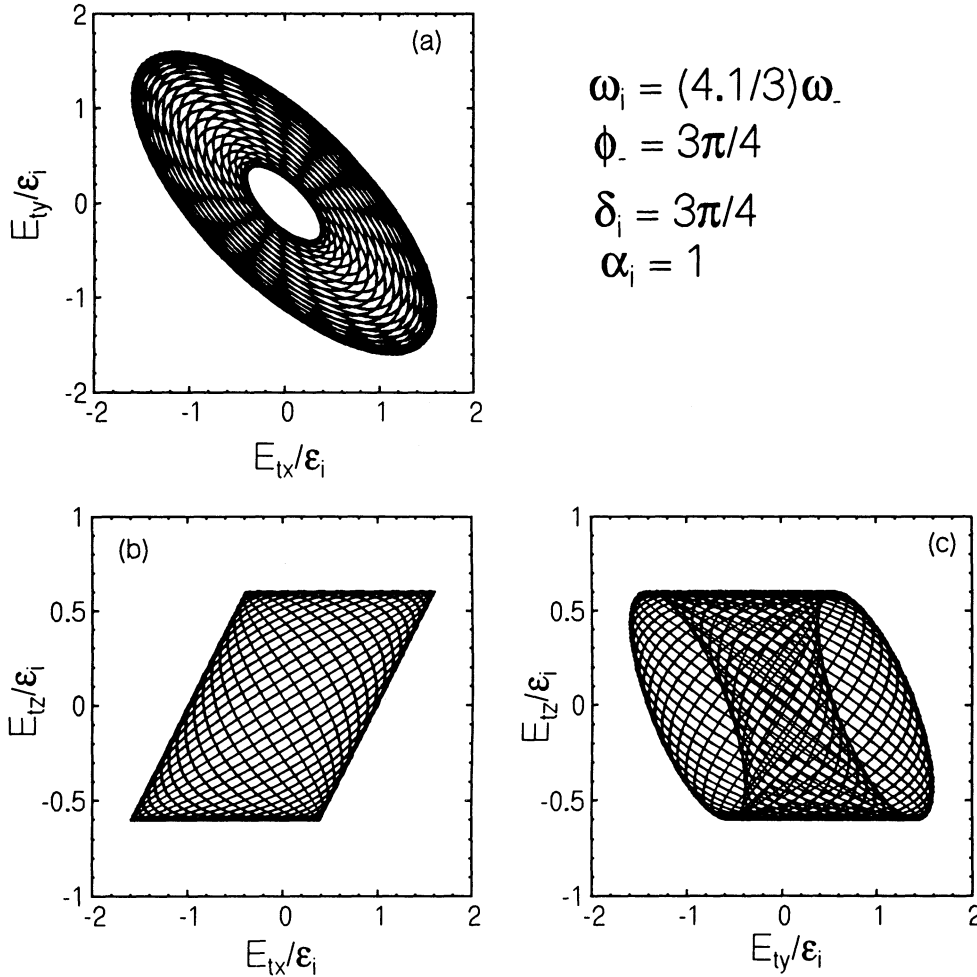 2
1
0
-1
-2
E_ty/ε_i
(a)
-2 -1 0 1 2
E_tx/ε_i
ω_i = (4.1/3)ω_-
ϕ_- = 3π/4
δ_i = 3π/4
α_i = 1
1
0.5
0
-0.5
-1
E_tz/ε_i
(b)
-2 -1 0 1 2
E_tx/ε_i
1
0.5
0
-0.5
-1
E_tz/ε_i
(c)
-2 -1 0 1 2
E_ty/ε_i